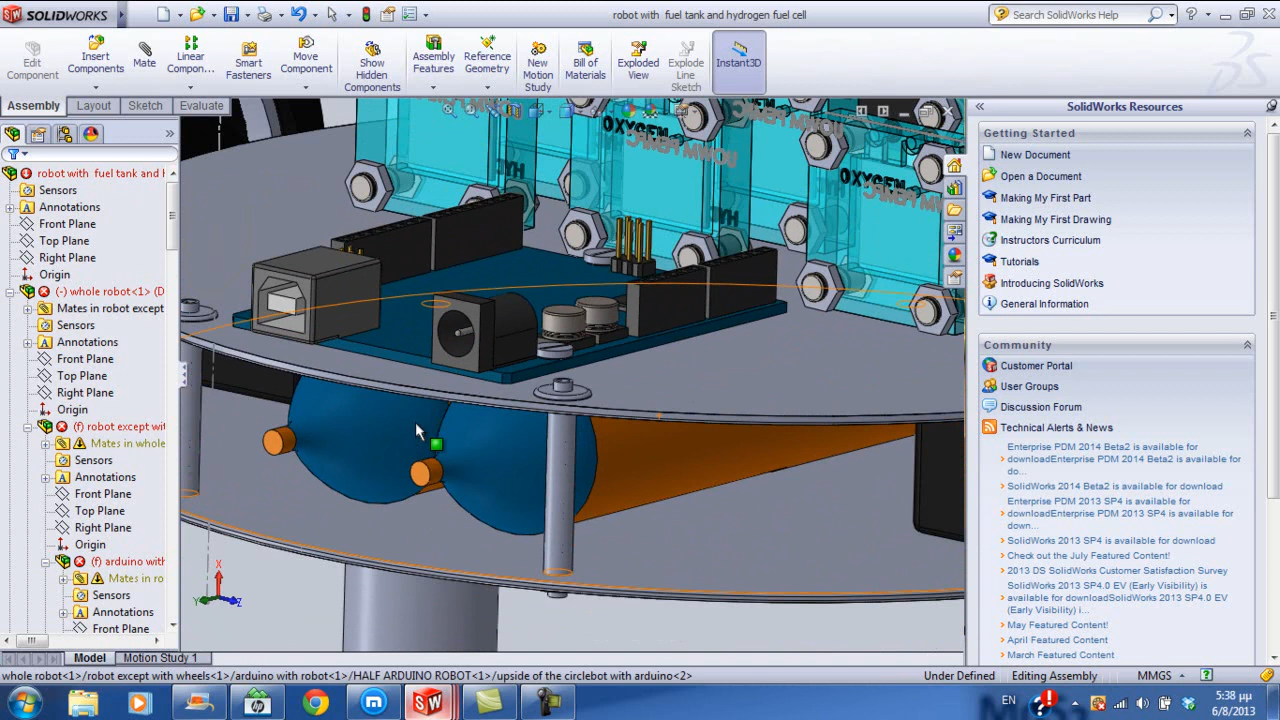 SOLIDWORKS
robot with fuel tank and hydrogen fuel cell
Search SolidWorks Help
Edit
Component
Insert
Components
Mate
Linear
Compon...
Smart
Fasteners
Move
Component
Show
Hidden
Components
Assembly
Features
Reference
Geometry
New
Motion
Study
Bill of
Materials
Exploded
View
Explode
Line
Sketch
Instant3D
Assembly
Layout
Sketch
Evaluate
robot with fuel tank and h
Sensors
Annotations
Front Plane
Top Plane
Right Plane
Origin
(-) whole robot<1> (D
Mates in robot except
Sensors
Annotations
Front Plane
Top Plane
Right Plane
Origin
(f) robot except wit
Mates in whole
Sensors
Annotations
Front Plane
Top Plane
Right Plane
Origin
(f) arduino with
Mates in ro
Sensors
Annotations
Front Plane
OXYGEN
HYD
OXYGEN
HYD
OXYGEN
X
Y
Z
SolidWorks Resources
Getting Started
New Document
Open a Document
Making My First Part
Making My First Drawing
Instructors Curriculum
Tutorials
Introducing SolidWorks
General Information
Community
Customer Portal
User Groups
Discussion Forum
Technical Alerts & News
Enterprise PDM 2014 Beta2 is available for
downloadEnterprise PDM 2014 Beta2 is available for
do...
SolidWorks 2014 Beta2 is available for download
Enterprise PDM 2013 SP4 is available for
downloadEnterprise PDM 2013 SP4 is available for
down...
SolidWorks 2013 SP4 is available for download
Check out the July Featured Content!
2013 DS SolidWorks Customer Satisfaction Survey
SolidWorks 2013 SP4.0 EV (Early Visibility) is
available for downloadSolidWorks 2013 SP4.0 EV
(Early Visibility) i...
May Featured Content!
April Featured Content
March Featured Content
Model
Motion Study 1
whole robot<1>/robot except with wheels<1>/arduino with robot<1>/HALF ARDUINO ROBOT<1>/upside of the circlebot with arduino<2>
Under Defined
Editing Assembly
MMGS
EN
5:38 μμ
6/8/2013